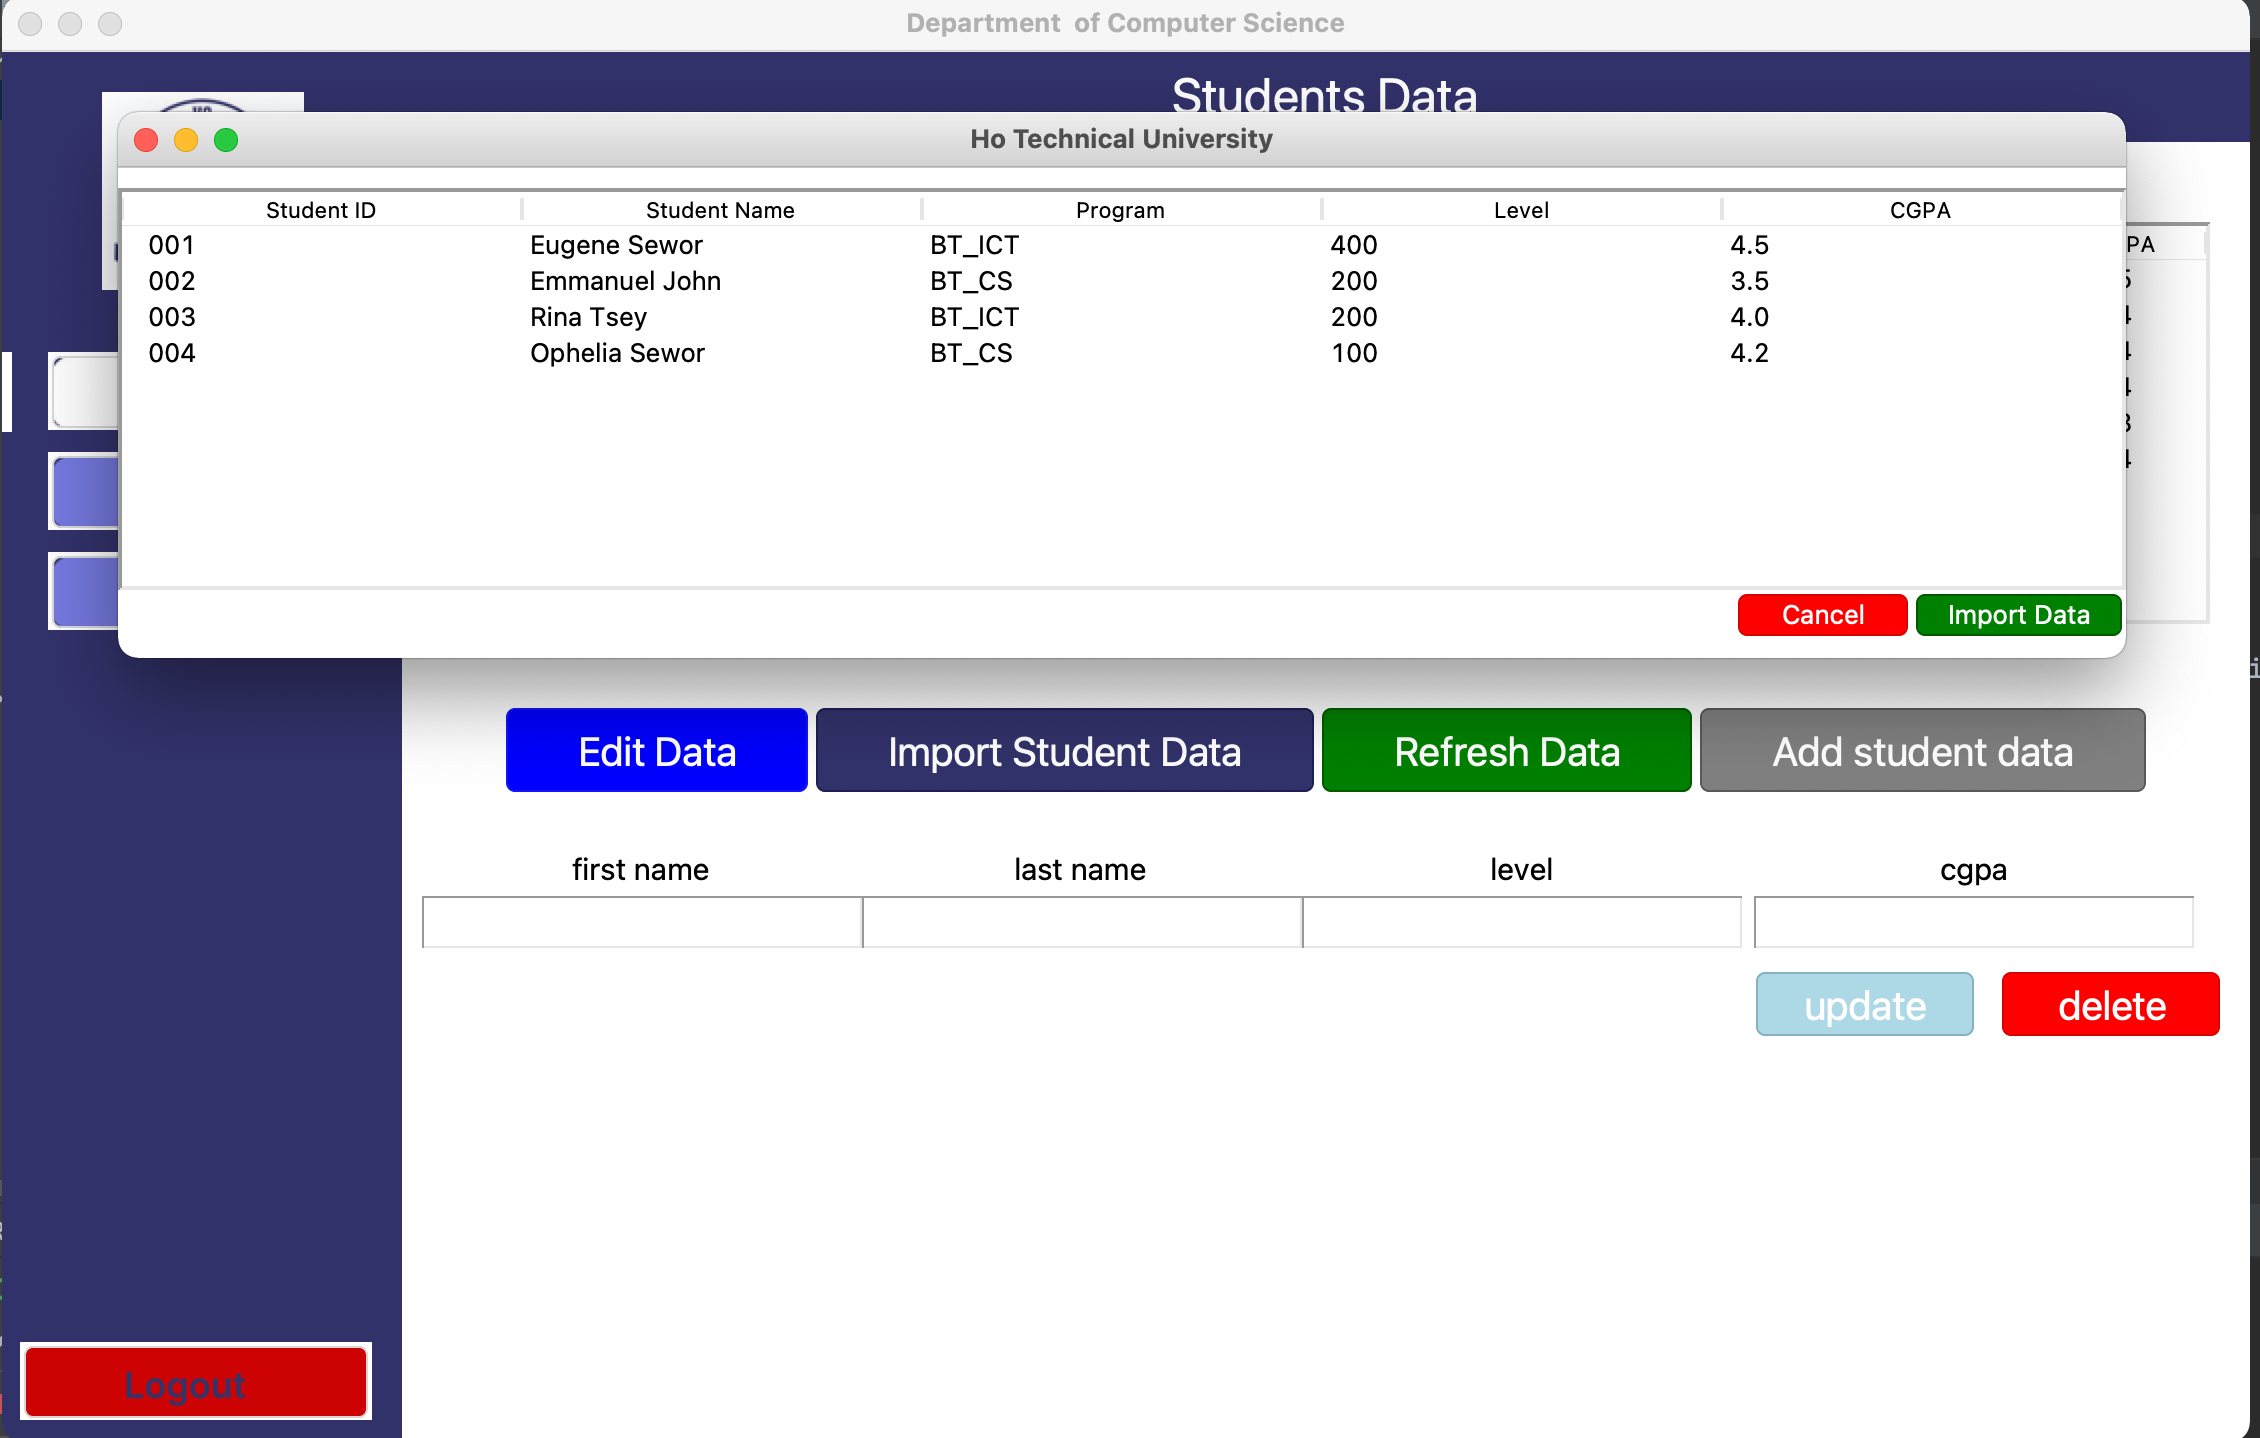 Department  of Computer Science
Students Data
Ho Technical University
Student ID Student Name Program Level CGPA
001 Eugene Sewor BT_ICT 400 4.5
002 Emmanuel John BT_CS 200 3.5
003 Rina Tsey BT_ICT 200 4.0
004 Ophelia Sewor BT_CS 100 4.2
Cancel Import Data
Edit Data Import Student Data Refresh Data Add student data
first name last name level cgpa
update delete
Logout